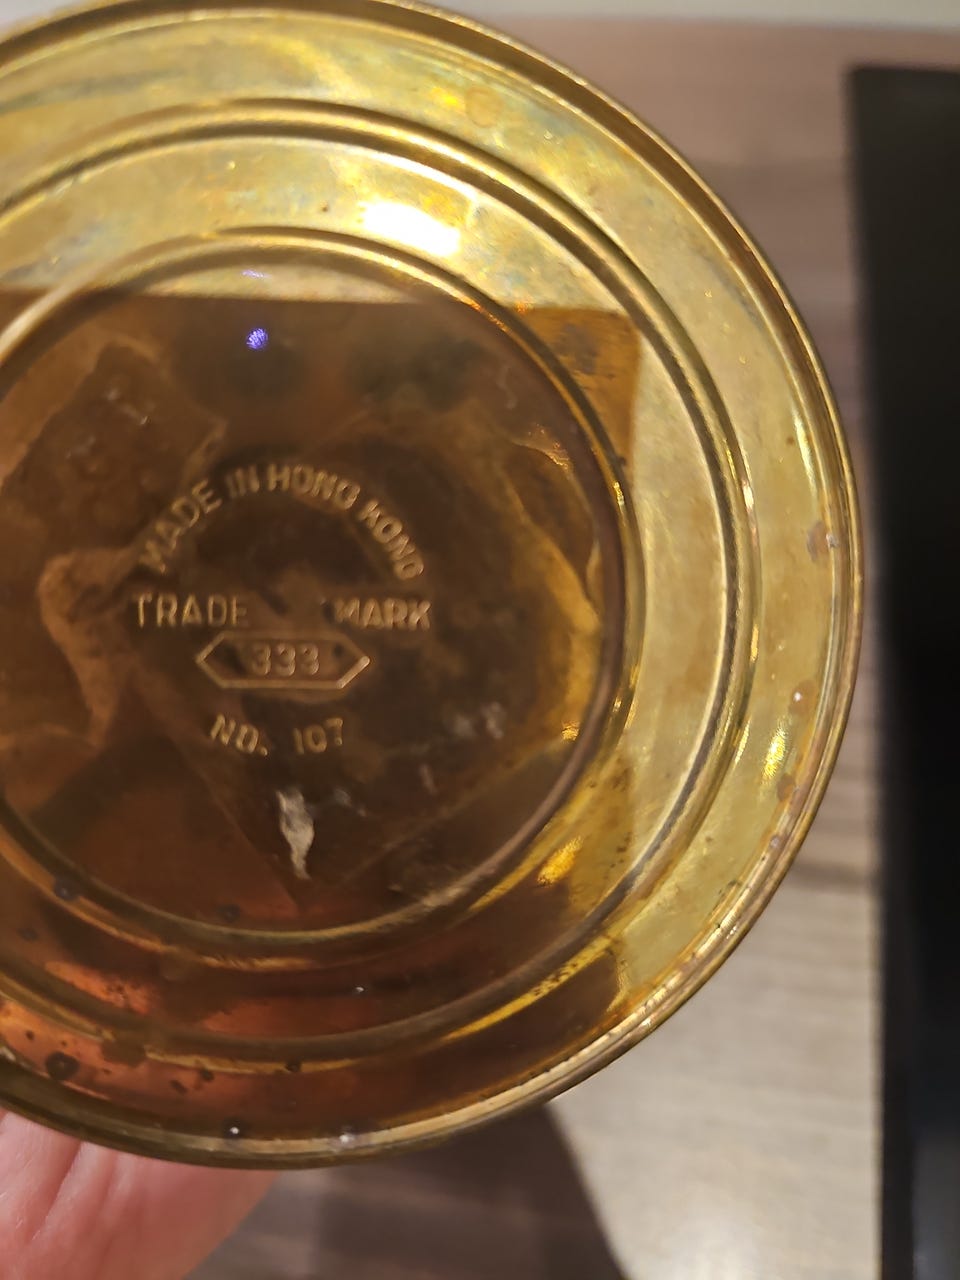 MADE IN HONG KONG
TRADE MARK
333
NO. 107